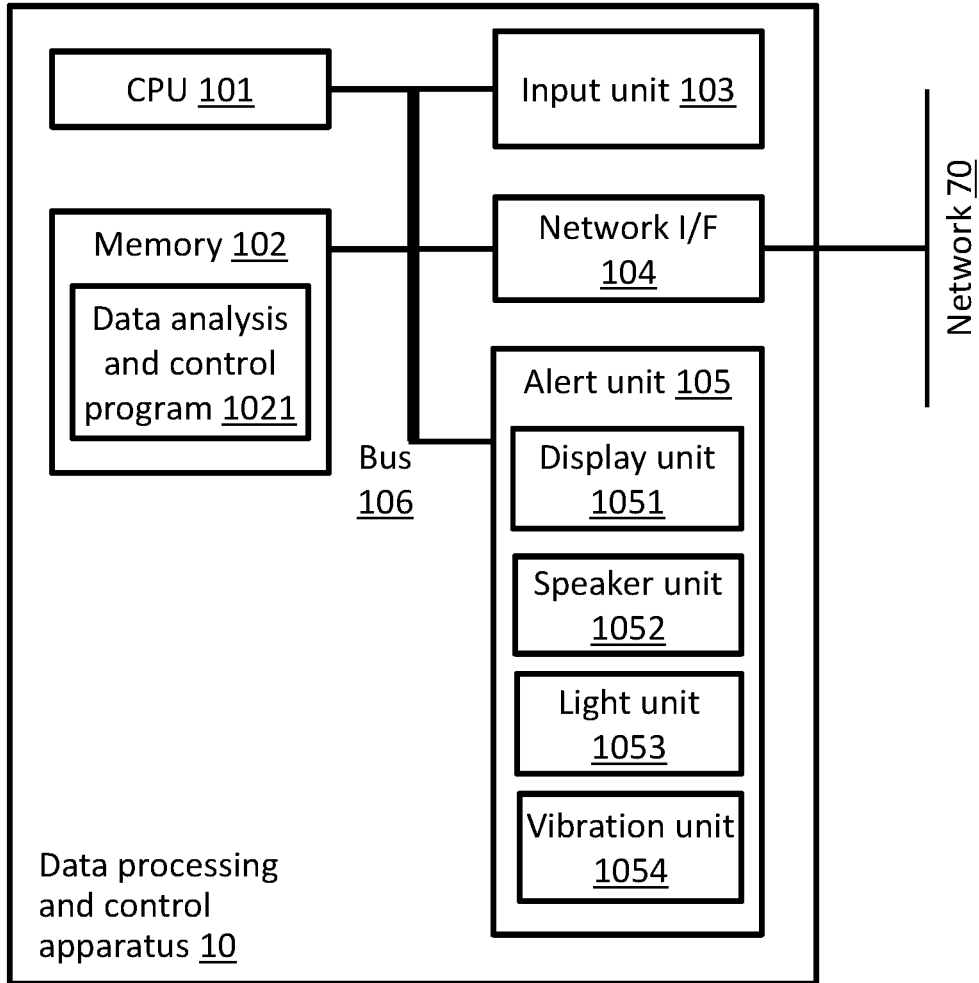 CPU 101
Input unit 103
Memory 102
Data analysis
and control
program 1021
Network I/F
104
Network 70
Bus
106
Alert unit 105
Display unit
1051
Speaker unit
1052
Light unit
1053
Vibration unit
1054
Data processing
and control
apparatus 10